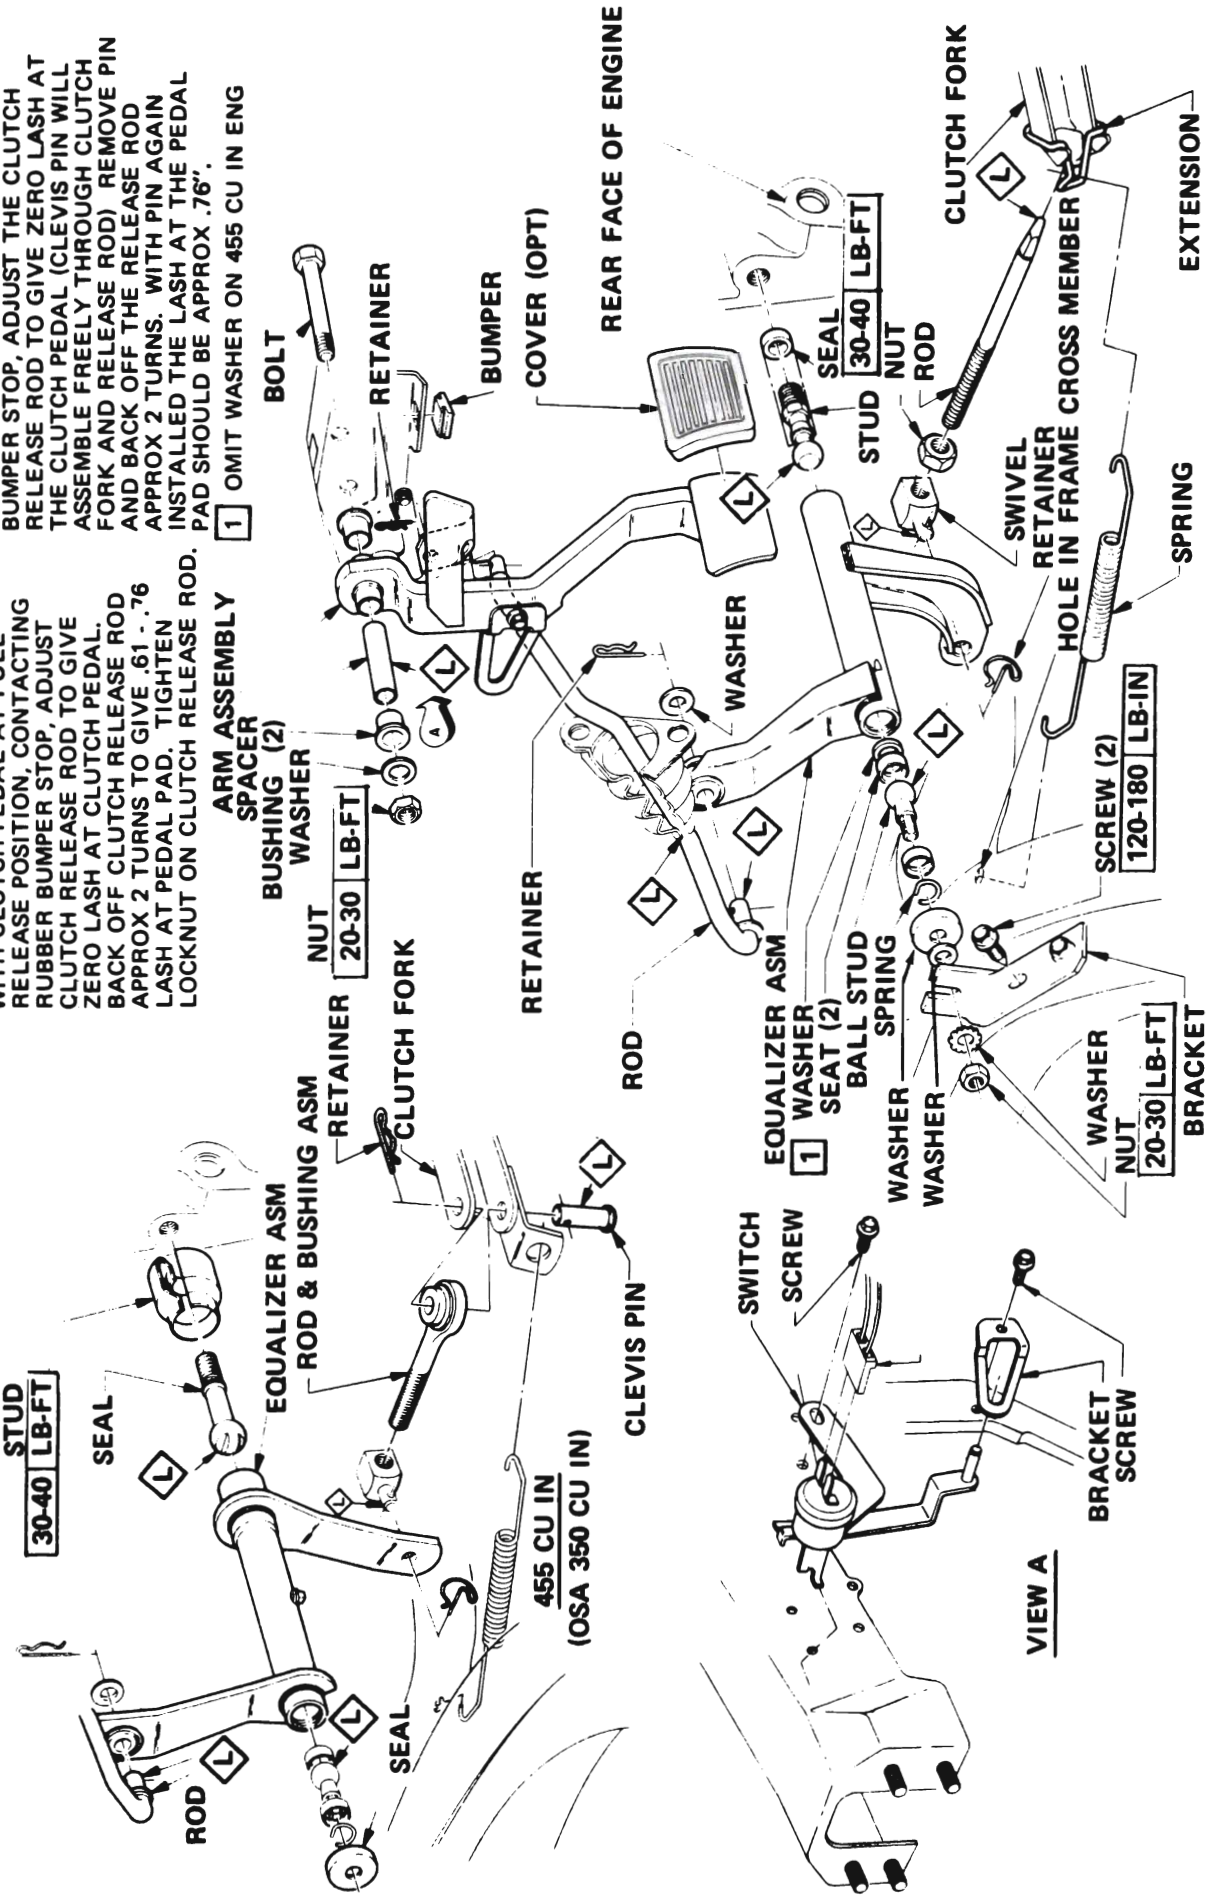 RELEASE POSITION, CONTACTING
RUBBER BUMPER STOP, ADJUST
CLUTCH RELEASE ROD TO GIVE
ZERO LASH AT CLUTCH PEDAL.
BACK OFF CLUTCH RELEASE ROD
APPROX 2 TURNS TO GIVE .61 - .76
LASH AT PEDAL PAD. TIGHTEN
LOCKNUT ON CLUTCH RELEASE ROD.
BUMPER STOP, ADJUST THE CLUTCH
RELEASE ROD TO GIVE ZERO LASH AT
THE CLUTCH PEDAL (CLEVIS PIN WILL
ASSEMBLE FREELY THROUGH CLUTCH
FORK AND RELEASE ROD) REMOVE PIN
AND BACK OFF THE RELEASE ROD
APPROX 2 TURNS. WITH PIN AGAIN
INSTALLED THE LASH AT THE PEDAL
PAD SHOULD BE APPROX .76".
1 OMIT WASHER ON 455 CU IN ENG
STUD
30-40 LB-FT
SEAL
L
EQUALIZER ASM
ROD & BUSHING ASM
RETAINER
CLUTCH FORK
L
CLEVIS PIN
L
455 CU IN
(OSA 350 CU IN)
ROD
L
L
SEAL
ARM ASSEMBLY
SPACER
BUSHING (2)
WASHER
NUT
20-30 LB-FT
A
L
BOLT
RETAINER
BUMPER
COVER (OPT)
REAR FACE OF ENGINE
RETAINER
WASHER
L
L
L
ROD
SEAL
30-40 LB-FT
STUD
NUT
ROD
CLUTCH FORK
L
EXTENSION
L
SWIVEL
RETAINER
HOLE IN FRAME CROSS MEMBER
SPRING
L
EQUALIZER ASM
1 WASHER
SEAT (2)
BALL STUD
SPRING
WASHER
WASHER
SCREW (2)
120-180 LB-IN
WASHER
NUT
20-30 LB-FT
BRACKET
SWITCH
SCREW
BRACKET
SCREW
VIEW A